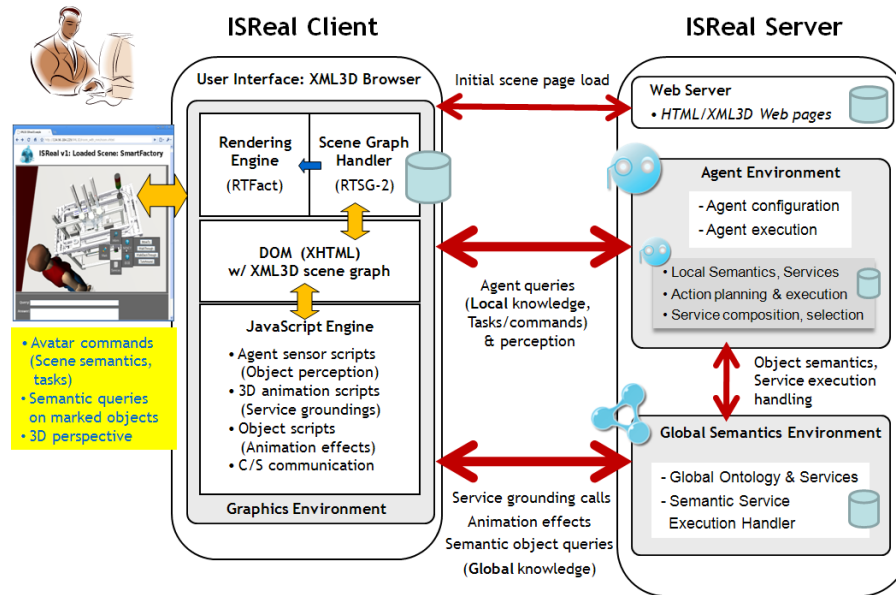 ISReal Client
ISReal Server
User Interface: XML3D Browser
Initial scene page load
Web Server
• HTML/XML3D Web pages
ISReal v1: Loaded Scene: SmartFactory
Rendering
Engine
(RTFact)
Scene Graph
Handler
(RTSG-2)
DOM (XHTML)
w/ XML3D scene graph
JavaScript Engine
• Agent sensor scripts
(Object perception)
• 3D animation scripts
(Service groundings)
• Object scripts
(Animation effects)
• C/S communication
Graphics Environment
• Avatar commands
(Scene semantics,
tasks)
• Semantic queries
on marked objects
• 3D perspective
Agent queries
(Local knowledge,
Tasks/commands)
& perception
Agent Environment
- Agent configuration
- Agent execution
• Local Semantics, Services
• Action planning & execution
• Service composition, selection
Object semantics,
Service execution
handling
Global Semantics Environment
- Global Ontology & Services
- Semantic Service
Execution Handler
Service grounding calls
Animation effects
Semantic object queries
(Global knowledge)